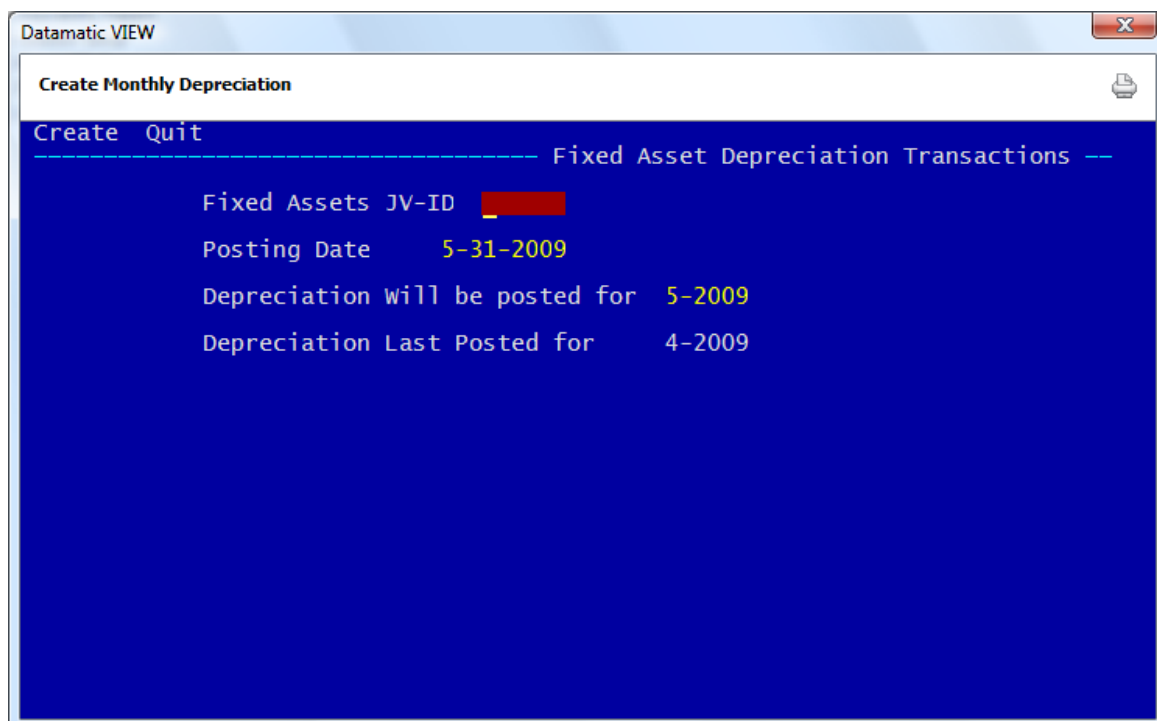 Datamatic VIEW
Create Monthly Depreciation
Create Quit
Fixed Asset Depreciation Transactions
Fixed Assets JV-ID
Posting Date 5-31-2009
Depreciation Will be posted for 5-2009
Depreciation Last Posted for 4-2009